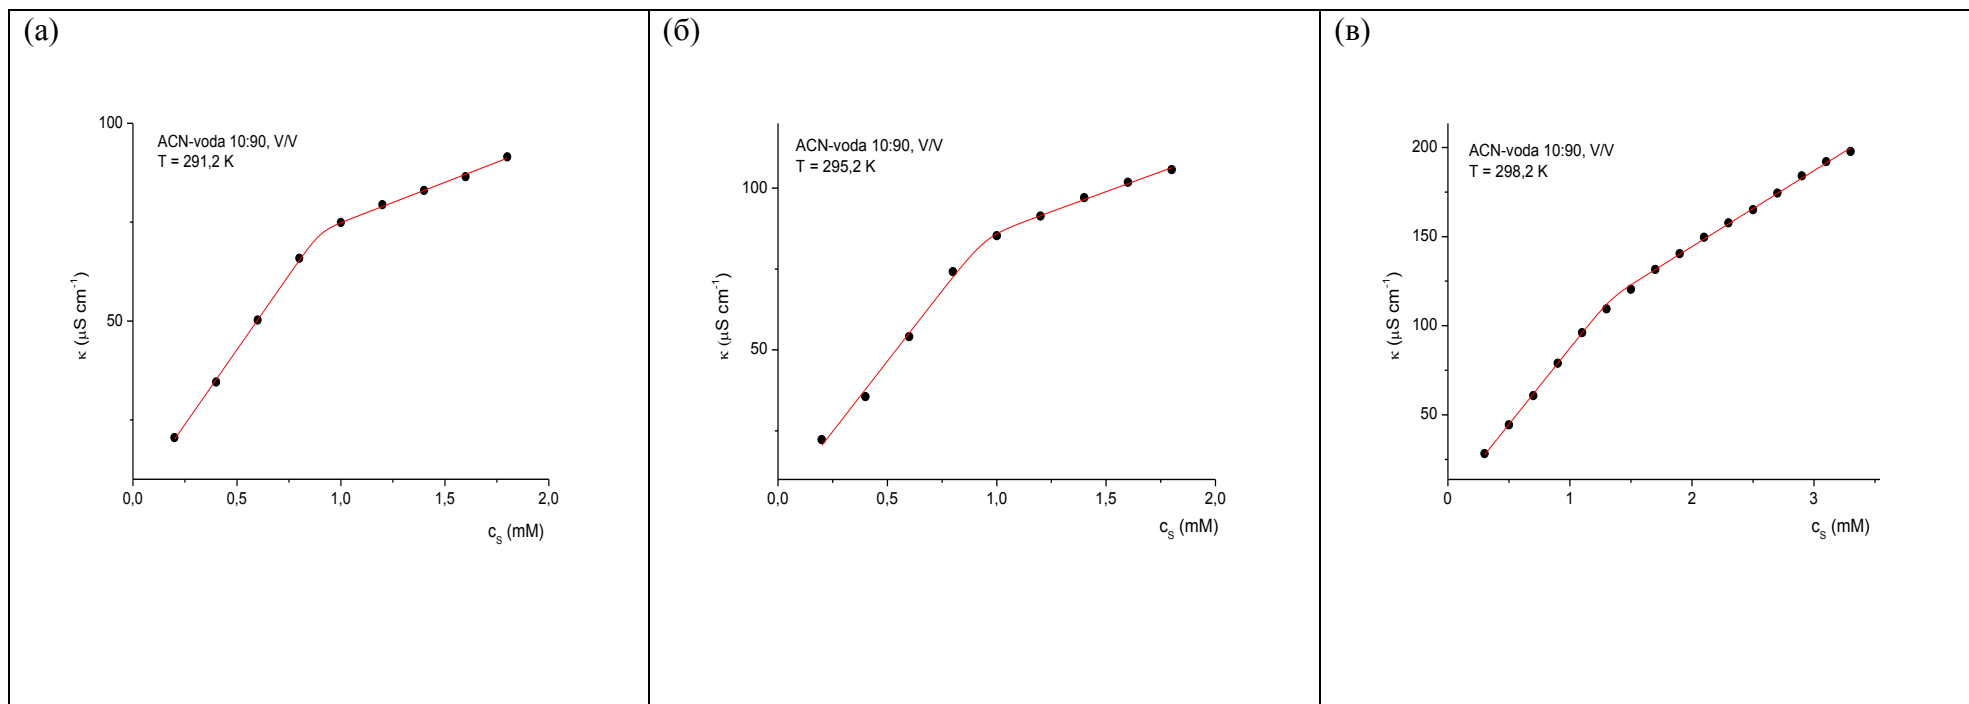 (а)
ACN-voda 10:90, V/V
T = 291,2 K
100
50
κ (μS cm⁻¹)
0,0 0,5 1,0 1,5 2,0
cₛ (mM)
(б)
ACN-voda 10:90, V/V
T = 295,2 K
100
50
κ (μS cm⁻¹)
0,0 0,5 1,0 1,5 2,0
cₛ (mM)
(в)
ACN-voda 10:90, V/V
T = 298,2 K
200
150
100
50
κ (μS cm⁻¹)
0 1 2 3
cₛ (mM)